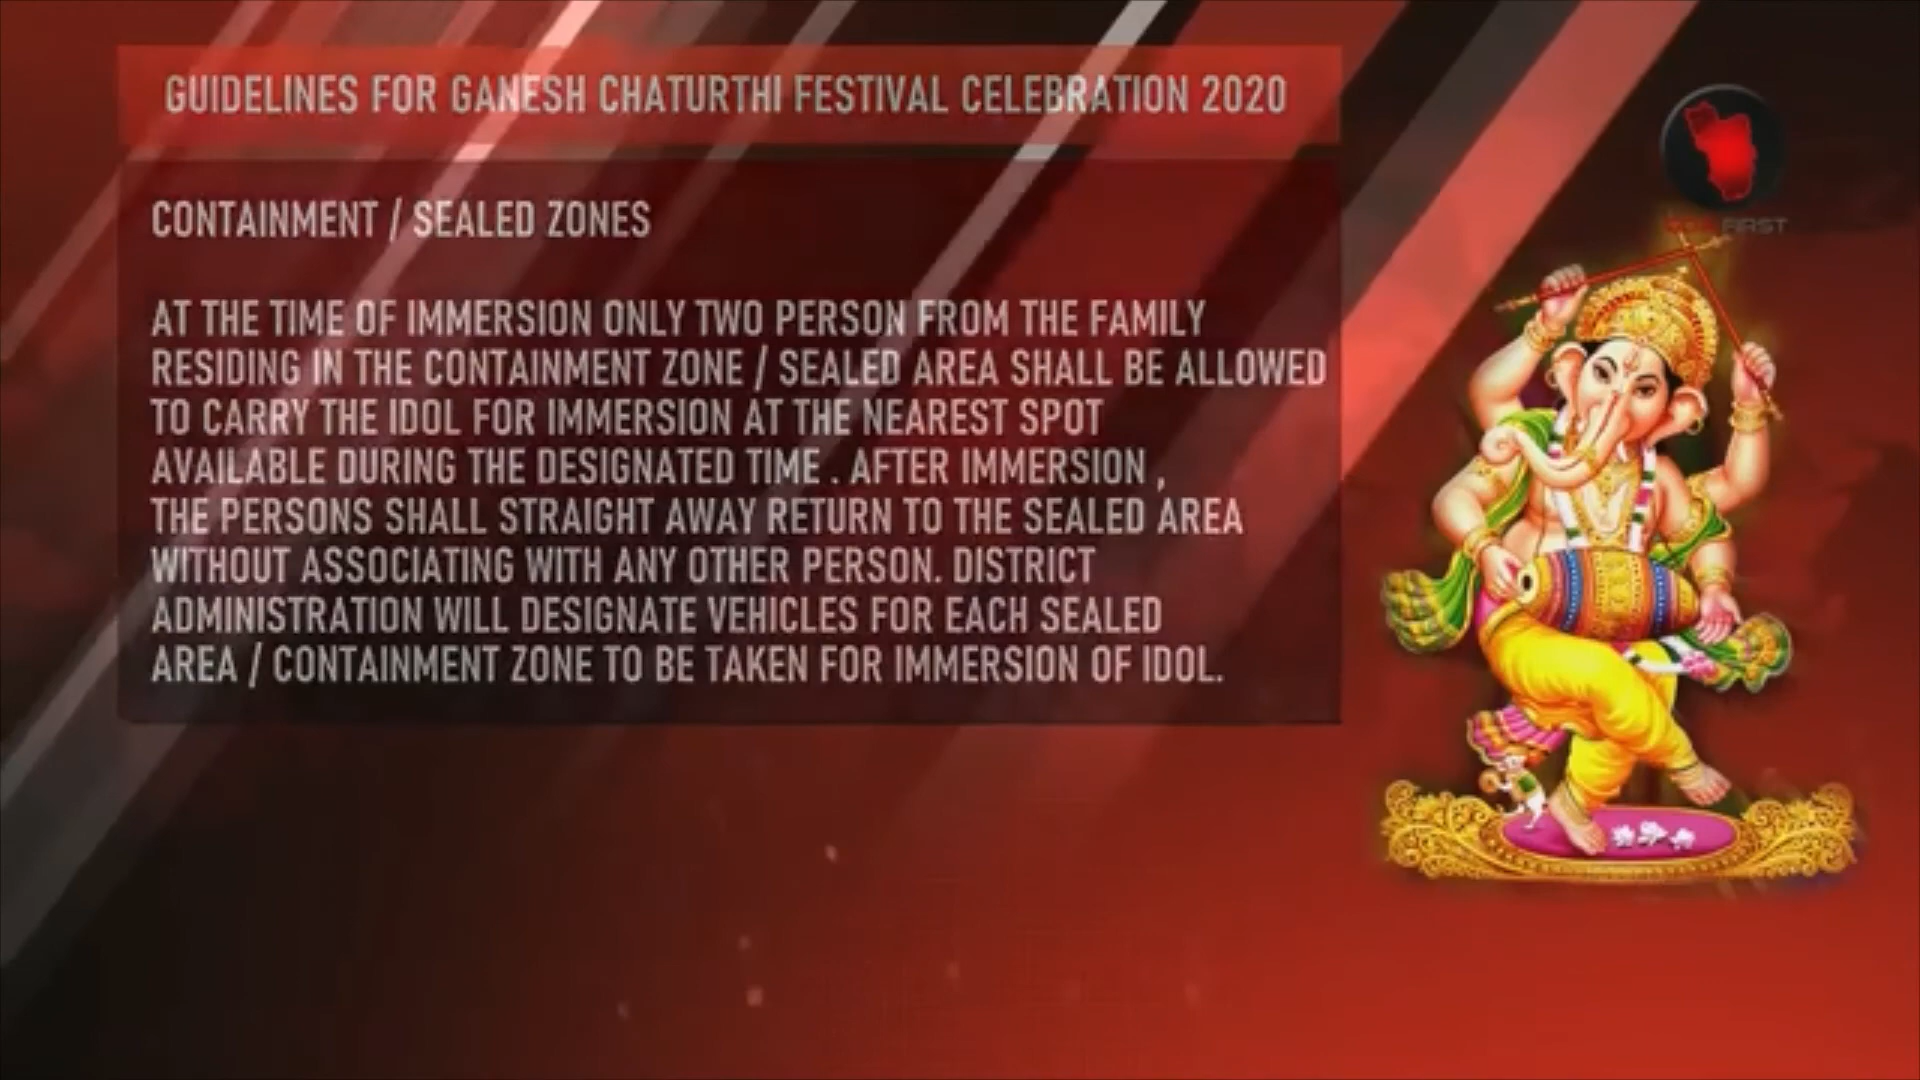 GUIDELINES FOR GANESH CHATURTHI FESTIVAL CELEBRATION 2020
FIRST
CONTAINMENT / SEALED ZONES
AT THE TIME OF IMMERSION ONLY TWO PERSON FROM THE FAMILY
RESIDING IN THE CONTAINMENT ZONE / SEALED AREA SHALL BE ALLOWED
TO CARRY THE IDOL FOR IMMERSION AT THE NEAREST SPOT
AVAILABLE DURING THE DESIGNATED TIME . AFTER IMMERSION ,
THE PERSONS SHALL STRAIGHT AWAY RETURN TO THE SEALED AREA
WITHOUT ASSOCIATING WITH ANY OTHER PERSON. DISTRICT
ADMINISTRATION WILL DESIGNATE VEHICLES FOR EACH SEALED
AREA / CONTAINMENT ZONE TO BE TAKEN FOR IMMERSION OF IDOL.